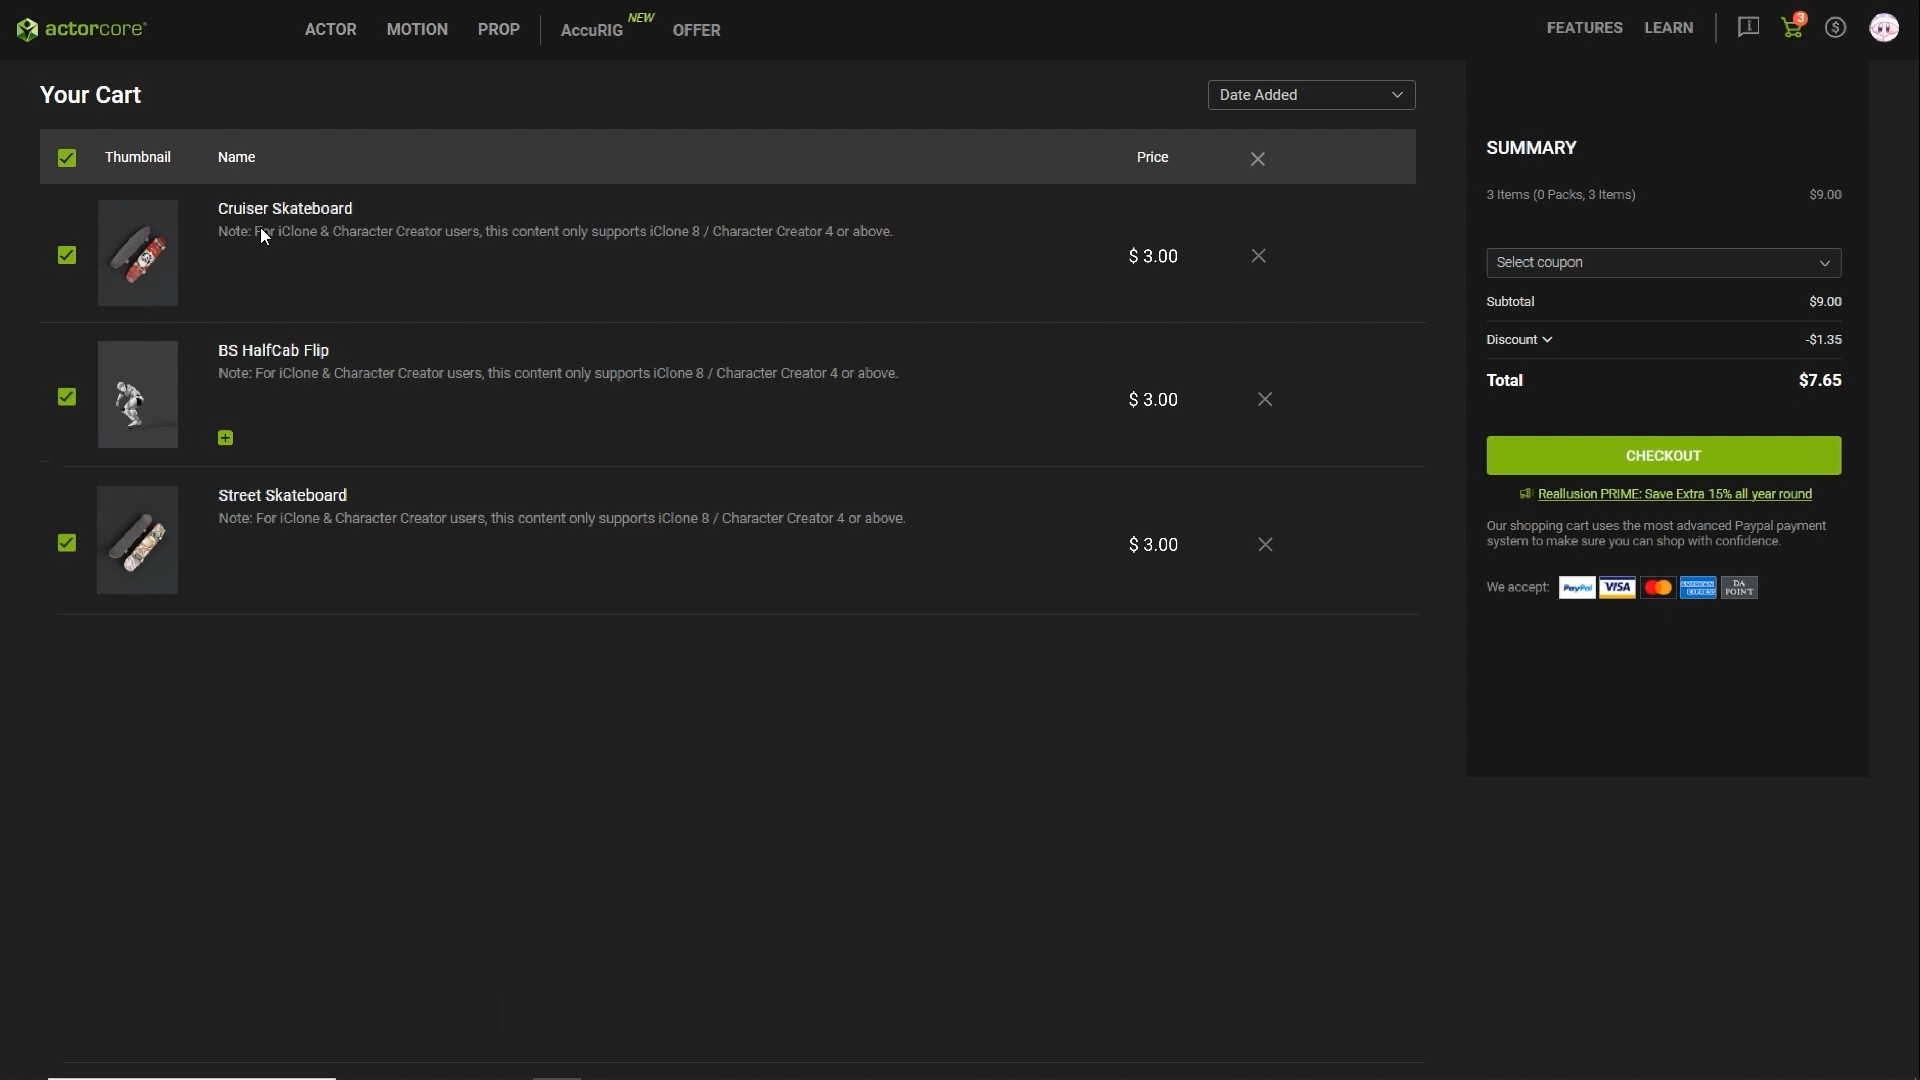 actorcore®
ACTOR MOTION PROP AccuRIG NEW OFFER
FEATURES LEARN 3 $
Your Cart
Date Added
Thumbnail Name Price
Cruiser Skateboard
Note: For iClone & Character Creator users, this content only supports iClone 8 / Character Creator 4 or above.
$ 3.00
BS HalfCab Flip
Note: For iClone & Character Creator users, this content only supports iClone 8 / Character Creator 4 or above.
$ 3.00
Street Skateboard
Note: For iClone & Character Creator users, this content only supports iClone 8 / Character Creator 4 or above.
$ 3.00
SUMMARY
3 Items (0 Packs, 3 Items) $9.00
Select coupon
Subtotal $9.00
Discount -$1.35
Total $7.65
CHECKOUT
Reallusion PRIME: Save Extra 15% all year round
Our shopping cart uses the most advanced Paypal payment
system to make sure you can shop with confidence.
We accept: PayPal VISA AMERICAN EXPRESS DA POINT